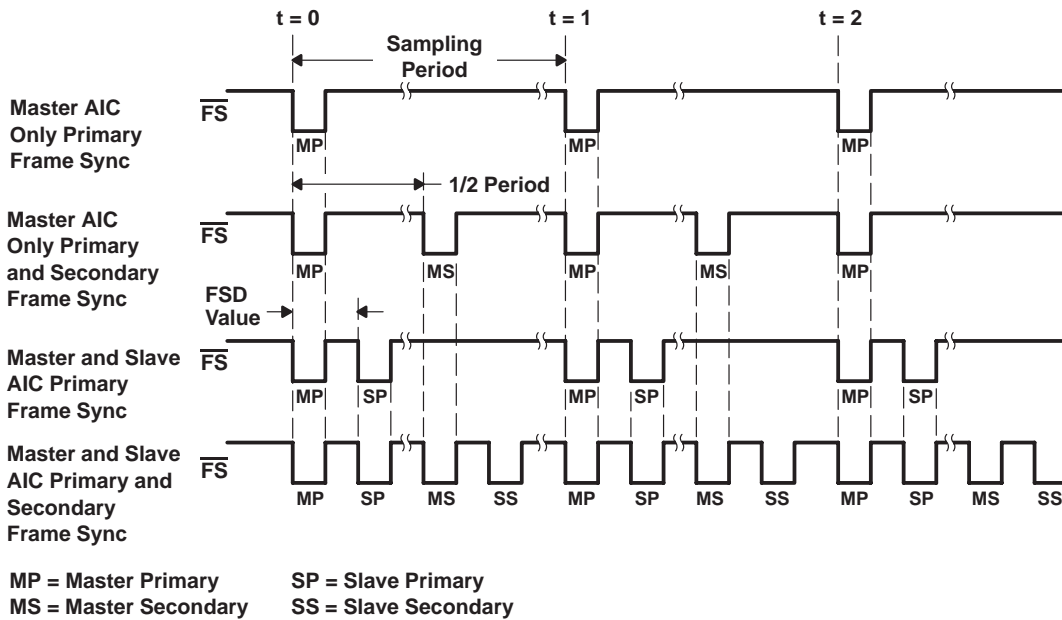 t = 0
t = 1
t = 2
Sampling
Period
Master AIC
Only Primary
Frame Sync
FS
MP
MP
MP
1/2 Period
Master AIC
Only Primary
and Secondary
Frame Sync
FS
MP
MS
MP
MS
MP
FSD
Value
Master and Slave
AIC Primary
Frame Sync
FS
MP
SP
MP
SP
MP
SP
Master and Slave
AIC Primary and
Secondary
Frame Sync
FS
MP
SP
MS
SS
MP
SP
MS
SS
MP
SP
MS
SS
MP = Master Primary
SP = Slave Primary
MS = Master Secondary
SS = Slave Secondary